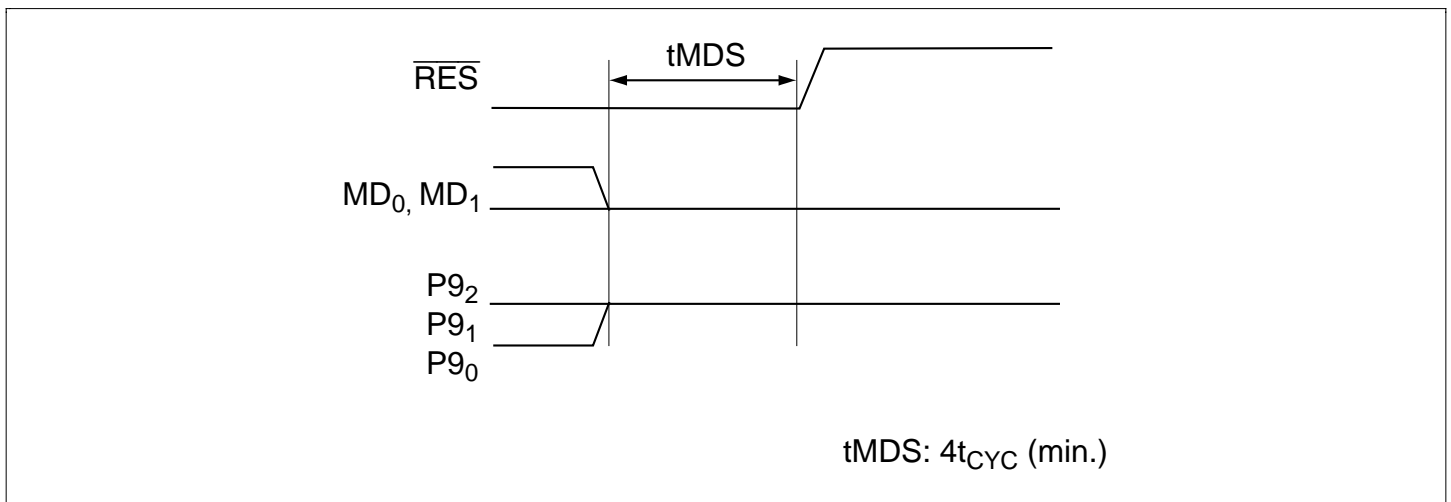 tMDS
RES
MD0, MD1
P92
P91
P90
tMDS: 4tCYC (min.)